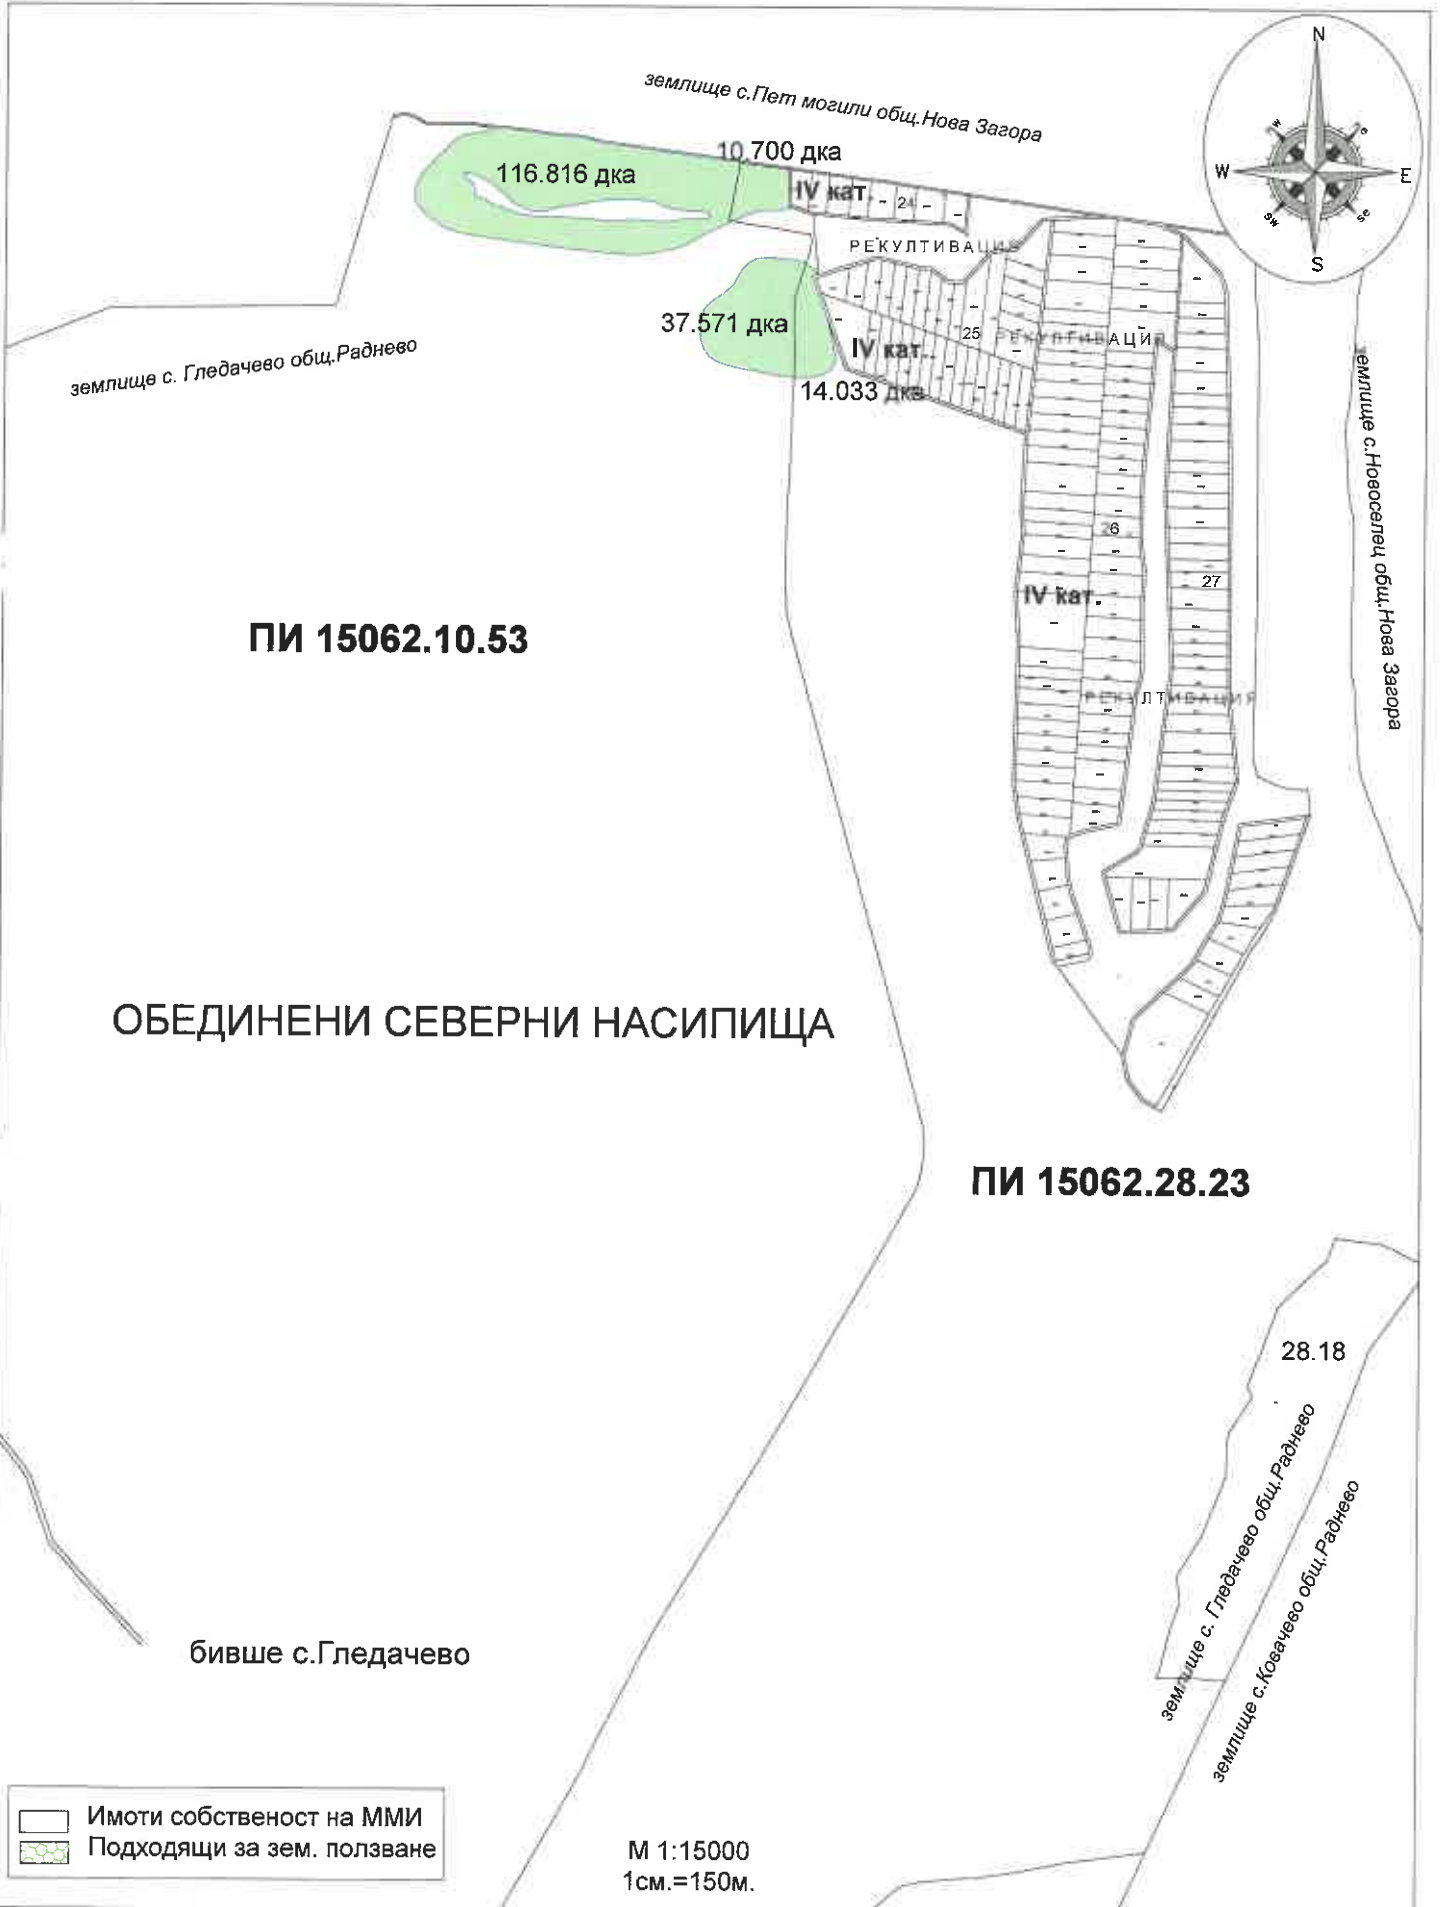 N
w
e
W
E
sw
se
S
землище с.Пет могили общ.Нова Загора
10.700 дка
116.816 дка
IV кат.
24
РЕКУЛТИВАЦИЯ
37.571 дка
25
РЕКУЛТИВАЦИЯ
IV кат..
14.033 дка
землище с. Гледачево общ.Раднево
землище с.Новоселец общ.Нова Загора
26
27
IV кат.
ПИ 15062.10.53
РЕКУЛТИВАЦИЯ
ОБЕДИНЕНИ СЕВЕРНИ НАСИПИЩА
ПИ 15062.28.23
28.18
землище с. Гледачево общ.Раднево
землище с.Ковачево общ.Раднево
бивше с.Гледачево
Имоти собственост на ММИ
Подходящи за зем. ползване
М 1:15000
1см.=150м.